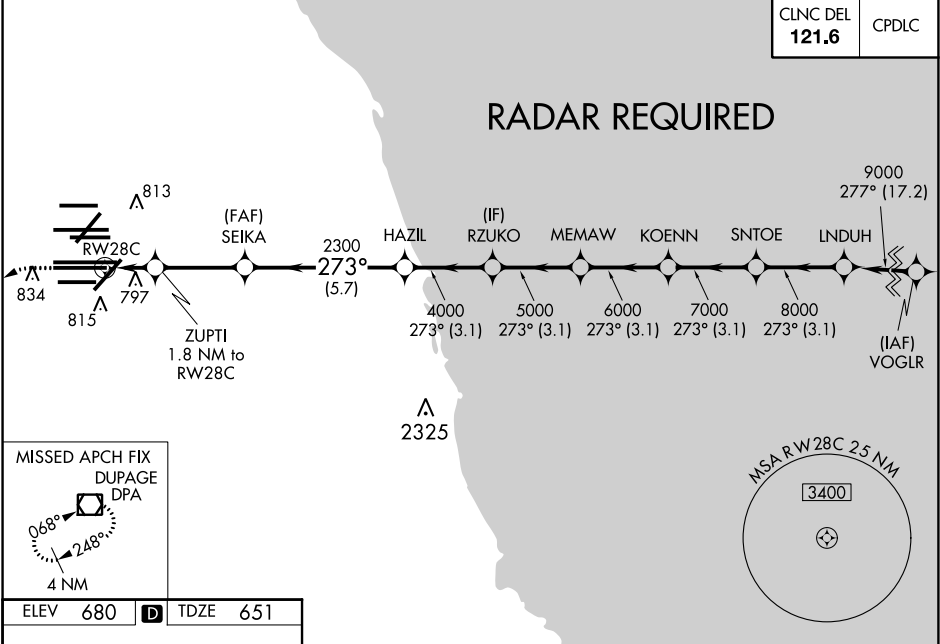 CLNC DEL
121.6
CPDLC
RADAR REQUIRED
9000
277° (17.2)
813
(FAF)
SEIKA
(IF)
RZUKO
HAZIL
MEMAW
KOENN
SNTOE
LNDUH
RW28C
2300
273°
(5.7)
834
815
797
4000
273° (3.1)
5000
273° (3.1)
6000
273° (3.1)
7000
273° (3.1)
8000
273° (3.1)
ZUPTI
1.8 NM to
RW28C
(IAF)
VOGLR
2325
MISSED APCH FIX
DUPAGE
DPA
068°
248°
4 NM
MSA RW28C 25 NM
3400
ELEV 680 D TDZE 651